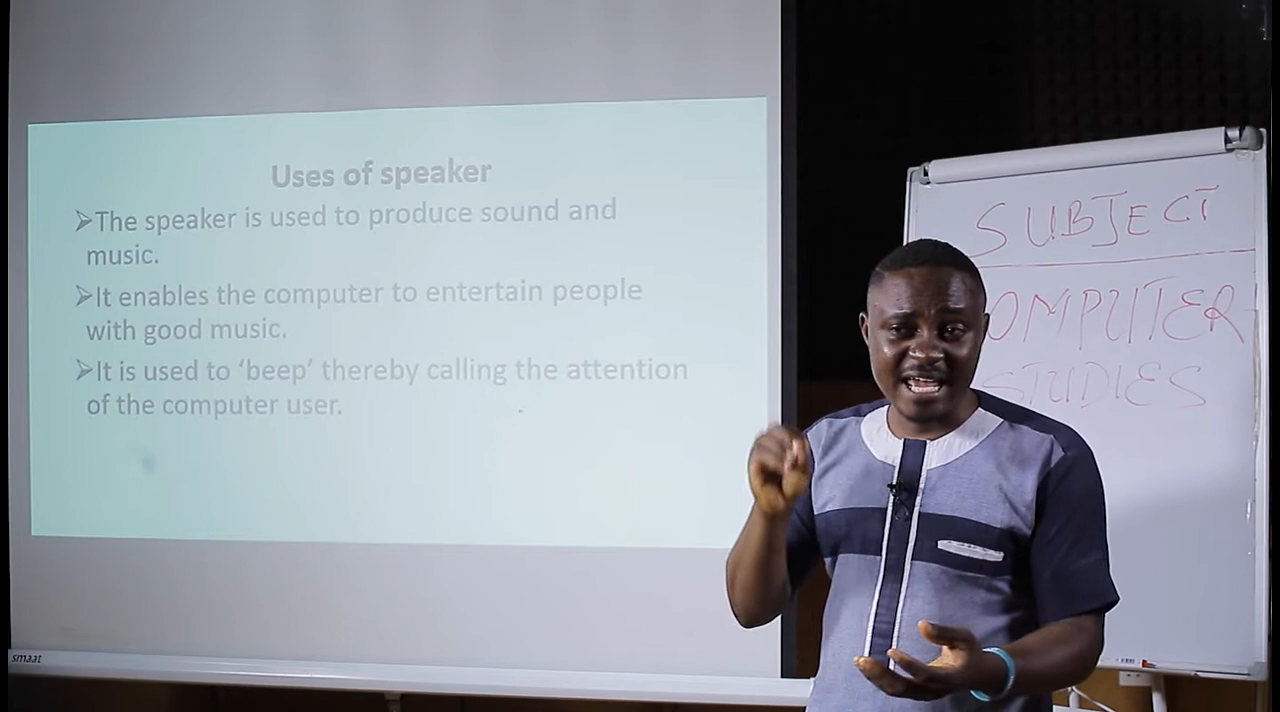 Uses of speaker
➢The speaker is used to produce sound and
music.
➢It enables the computer to entertain people
with good music.
➢It is used to ‘beep’ thereby calling the attention
of the computer user.
smaat
SUBJECT
OMPUTER
STUDIES